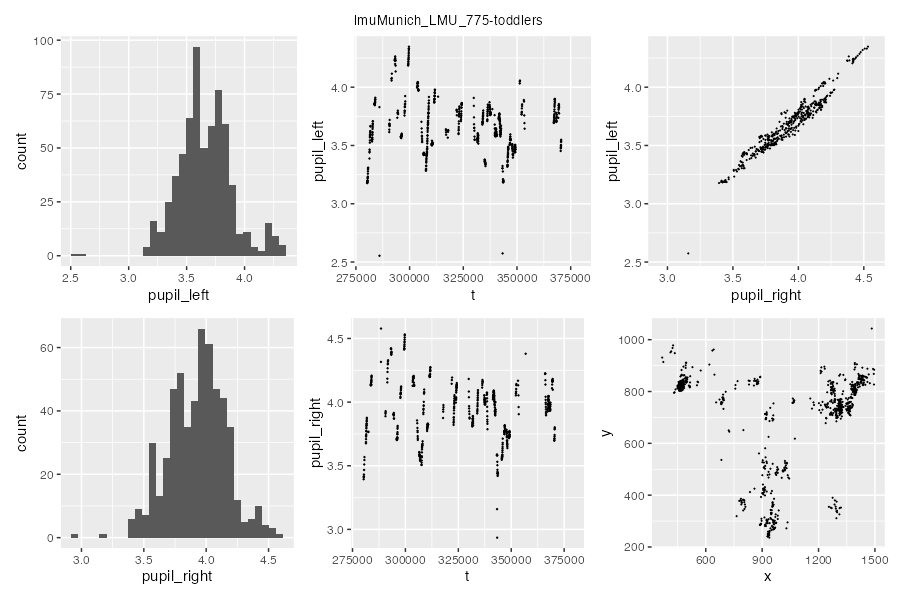 lmuMunich_LMU_775-toddlers
100
75
50
25
0
count
2.5 3.0 3.5 4.0
pupil_left
4.0
3.5
3.0
2.5
pupil_left
275000 300000 325000 350000 375000
t
4.0
3.5
3.0
2.5
pupil_left
3.0 3.5 4.0 4.5
pupil_right
60
40
20
0
count
3.0 3.5 4.0 4.5
pupil_right
4.5
4.0
3.5
3.0
pupil_right
275000 300000 325000 350000 375000
t
1000
800
600
400
200
y
600 900 1200 1500
x